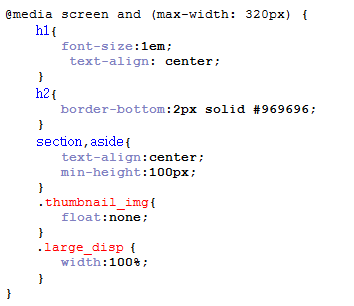 @media screen and (max-width: 320px) {
h1{
font-size:1em;
text-align: center;
}
h2{
border-bottom:2px solid #969696;
}
section,aside{
text-align:center;
min-height:100px;
}
.thumbnail_img{
float:none;
}
.large_disp {
width:100%;
}
}